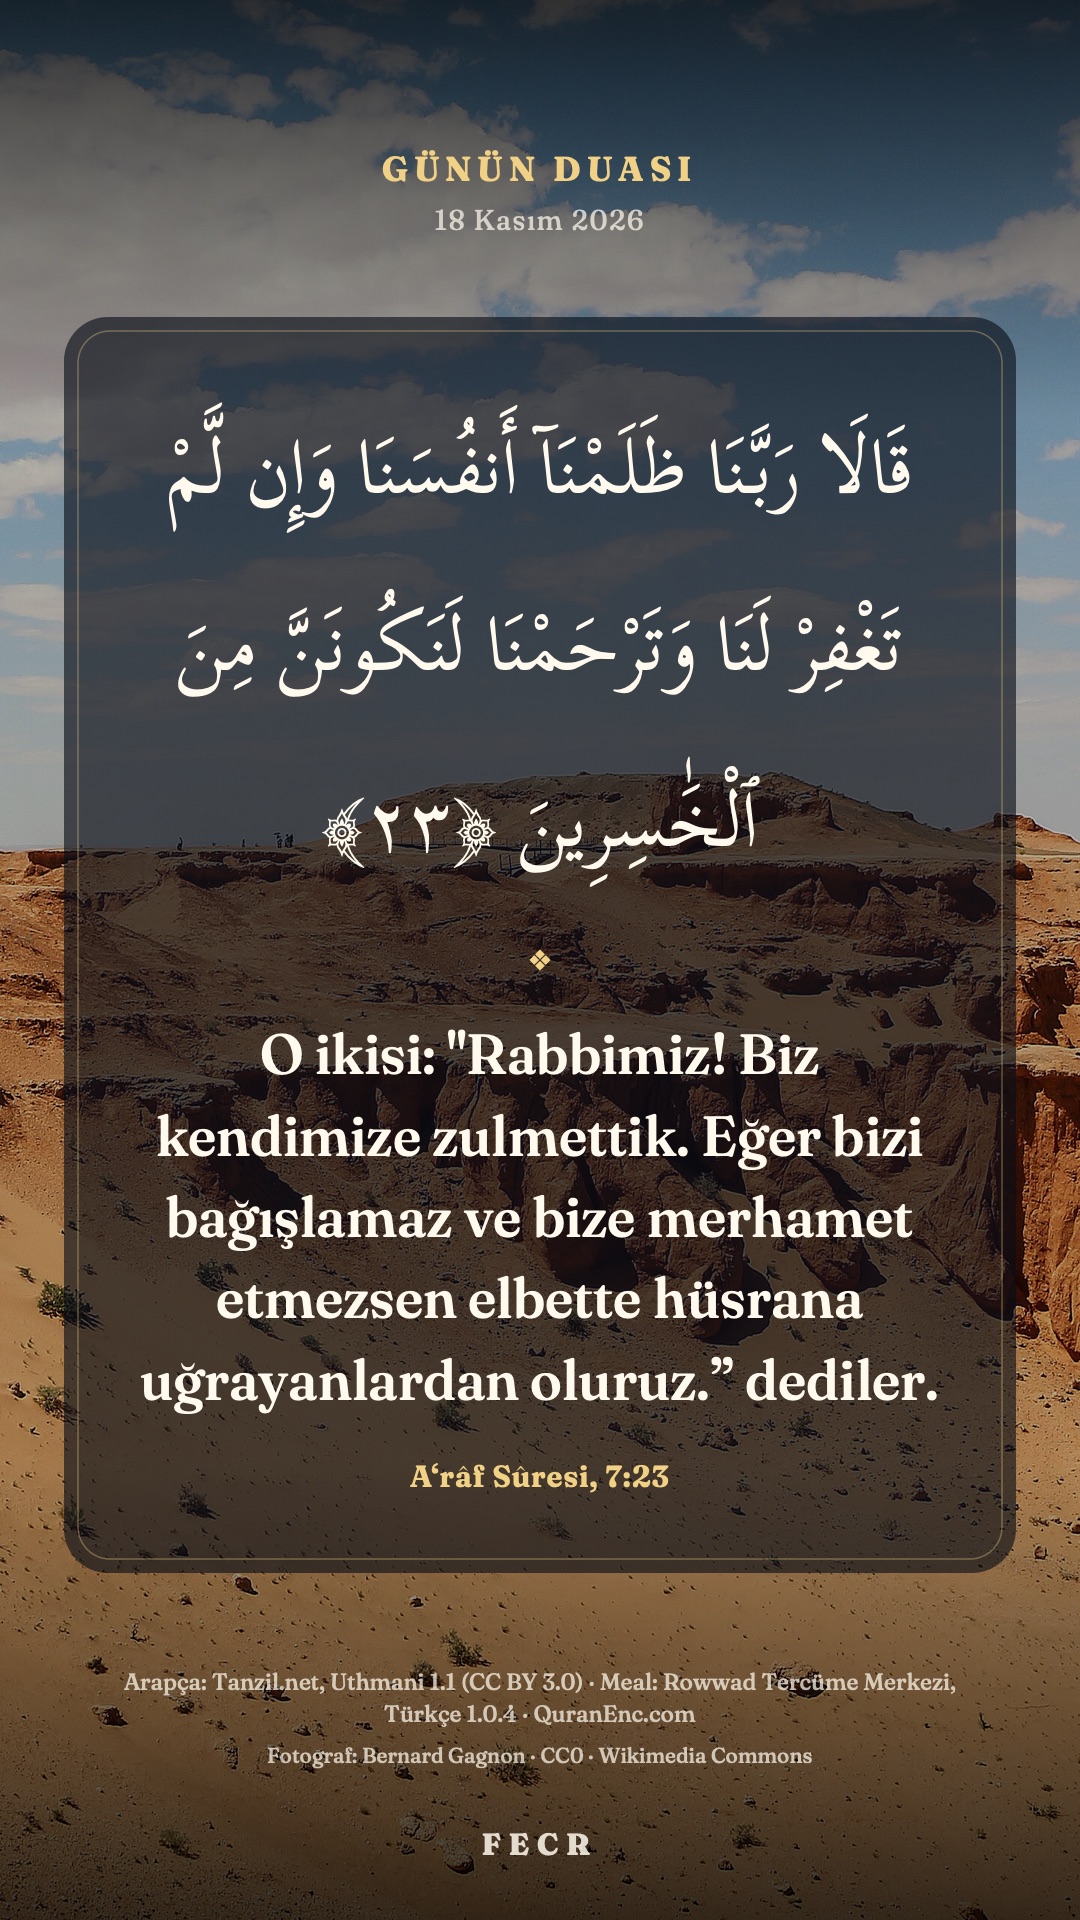 GÜNÜN DUASI
18 Kasım 2026
قَالَا رَبَّنَا ظَلَمْنَآ أَنفُسَنَا وَإِن لَّمْ
تَغْفِرْ لَنَا وَتَرْحَمْنَا لَنَكُونَنَّ مِنَ
ٱلْخَٰسِرِينَ ﴿٢٣﴾
O ikisi: "Rabbimiz! Biz
kendimize zulmettik. Eğer bizi
bağışlamaz ve bize merhamet
etmezsen elbette hüsrana
uğrayanlardan oluruz.” dediler.
A‘râf Sûresi, 7:23
Arapça: Tanzil.net, Uthmani 1.1 (CC BY 3.0) · Meal: Rowwad Tercüme Merkezi,
Türkçe 1.0.4 · QuranEnc.com
Fotoğraf: Bernard Gagnon · CC0 · Wikimedia Commons
FECR